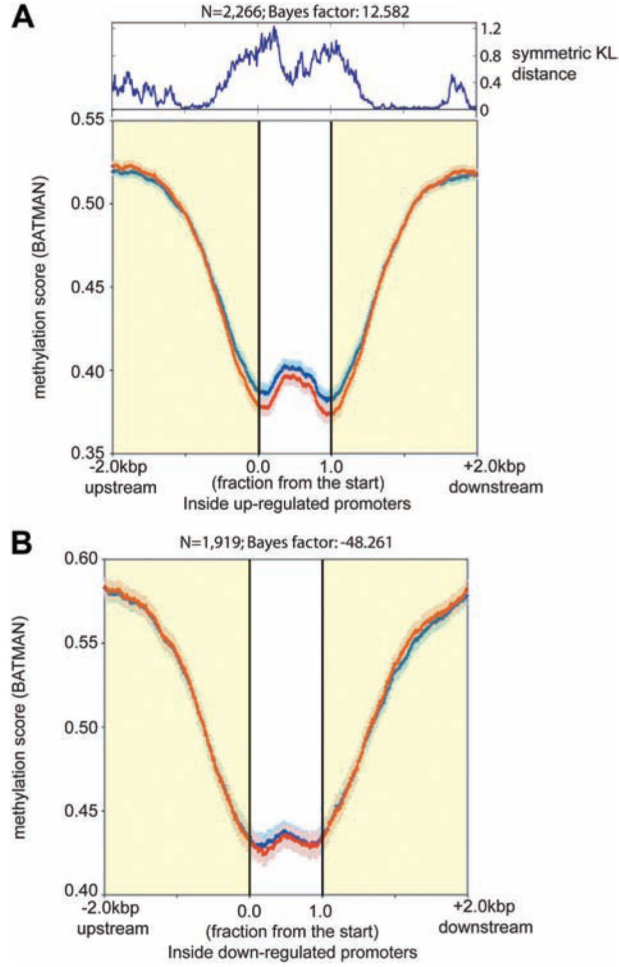 A
N=2,266; Bayes factor: 12.582
1.2
0.8
0.4
0
symmetric KL
distance
0.55
0.50
0.45
0.40
0.35
methylation score (BATMAN)
-2.0kbp
upstream
0.0
1.0
(fraction from the start)
Inside up-regulated promoters
+2.0kbp
downstream
B
N=1,919; Bayes factor: -48.261
0.60
0.55
0.50
0.45
0.40
methylation score (BATMAN)
-2.0kbp
upstream
0.0
1.0
(fraction from the start)
Inside down-regulated promoters
+2.0kbp
downstream